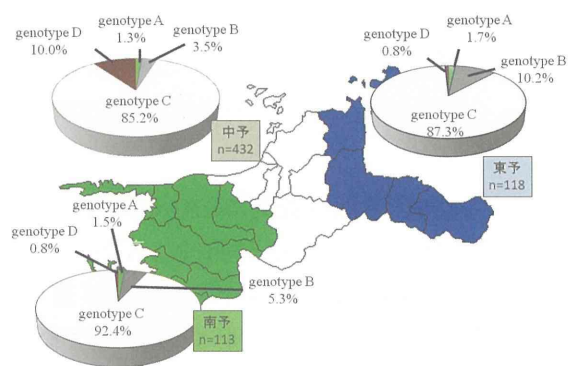 genotype A
1.3%
genotype B
3.5%
genotype D
10.0%
genotype C
85.2%
中予
n=432
genotype A
1.7%
genotype D
0.8%
genotype B
10.2%
genotype C
87.3%
東予
n=118
genotype A
1.5%
genotype D
0.8%
genotype B
5.3%
genotype C
92.4%
南予
n=113